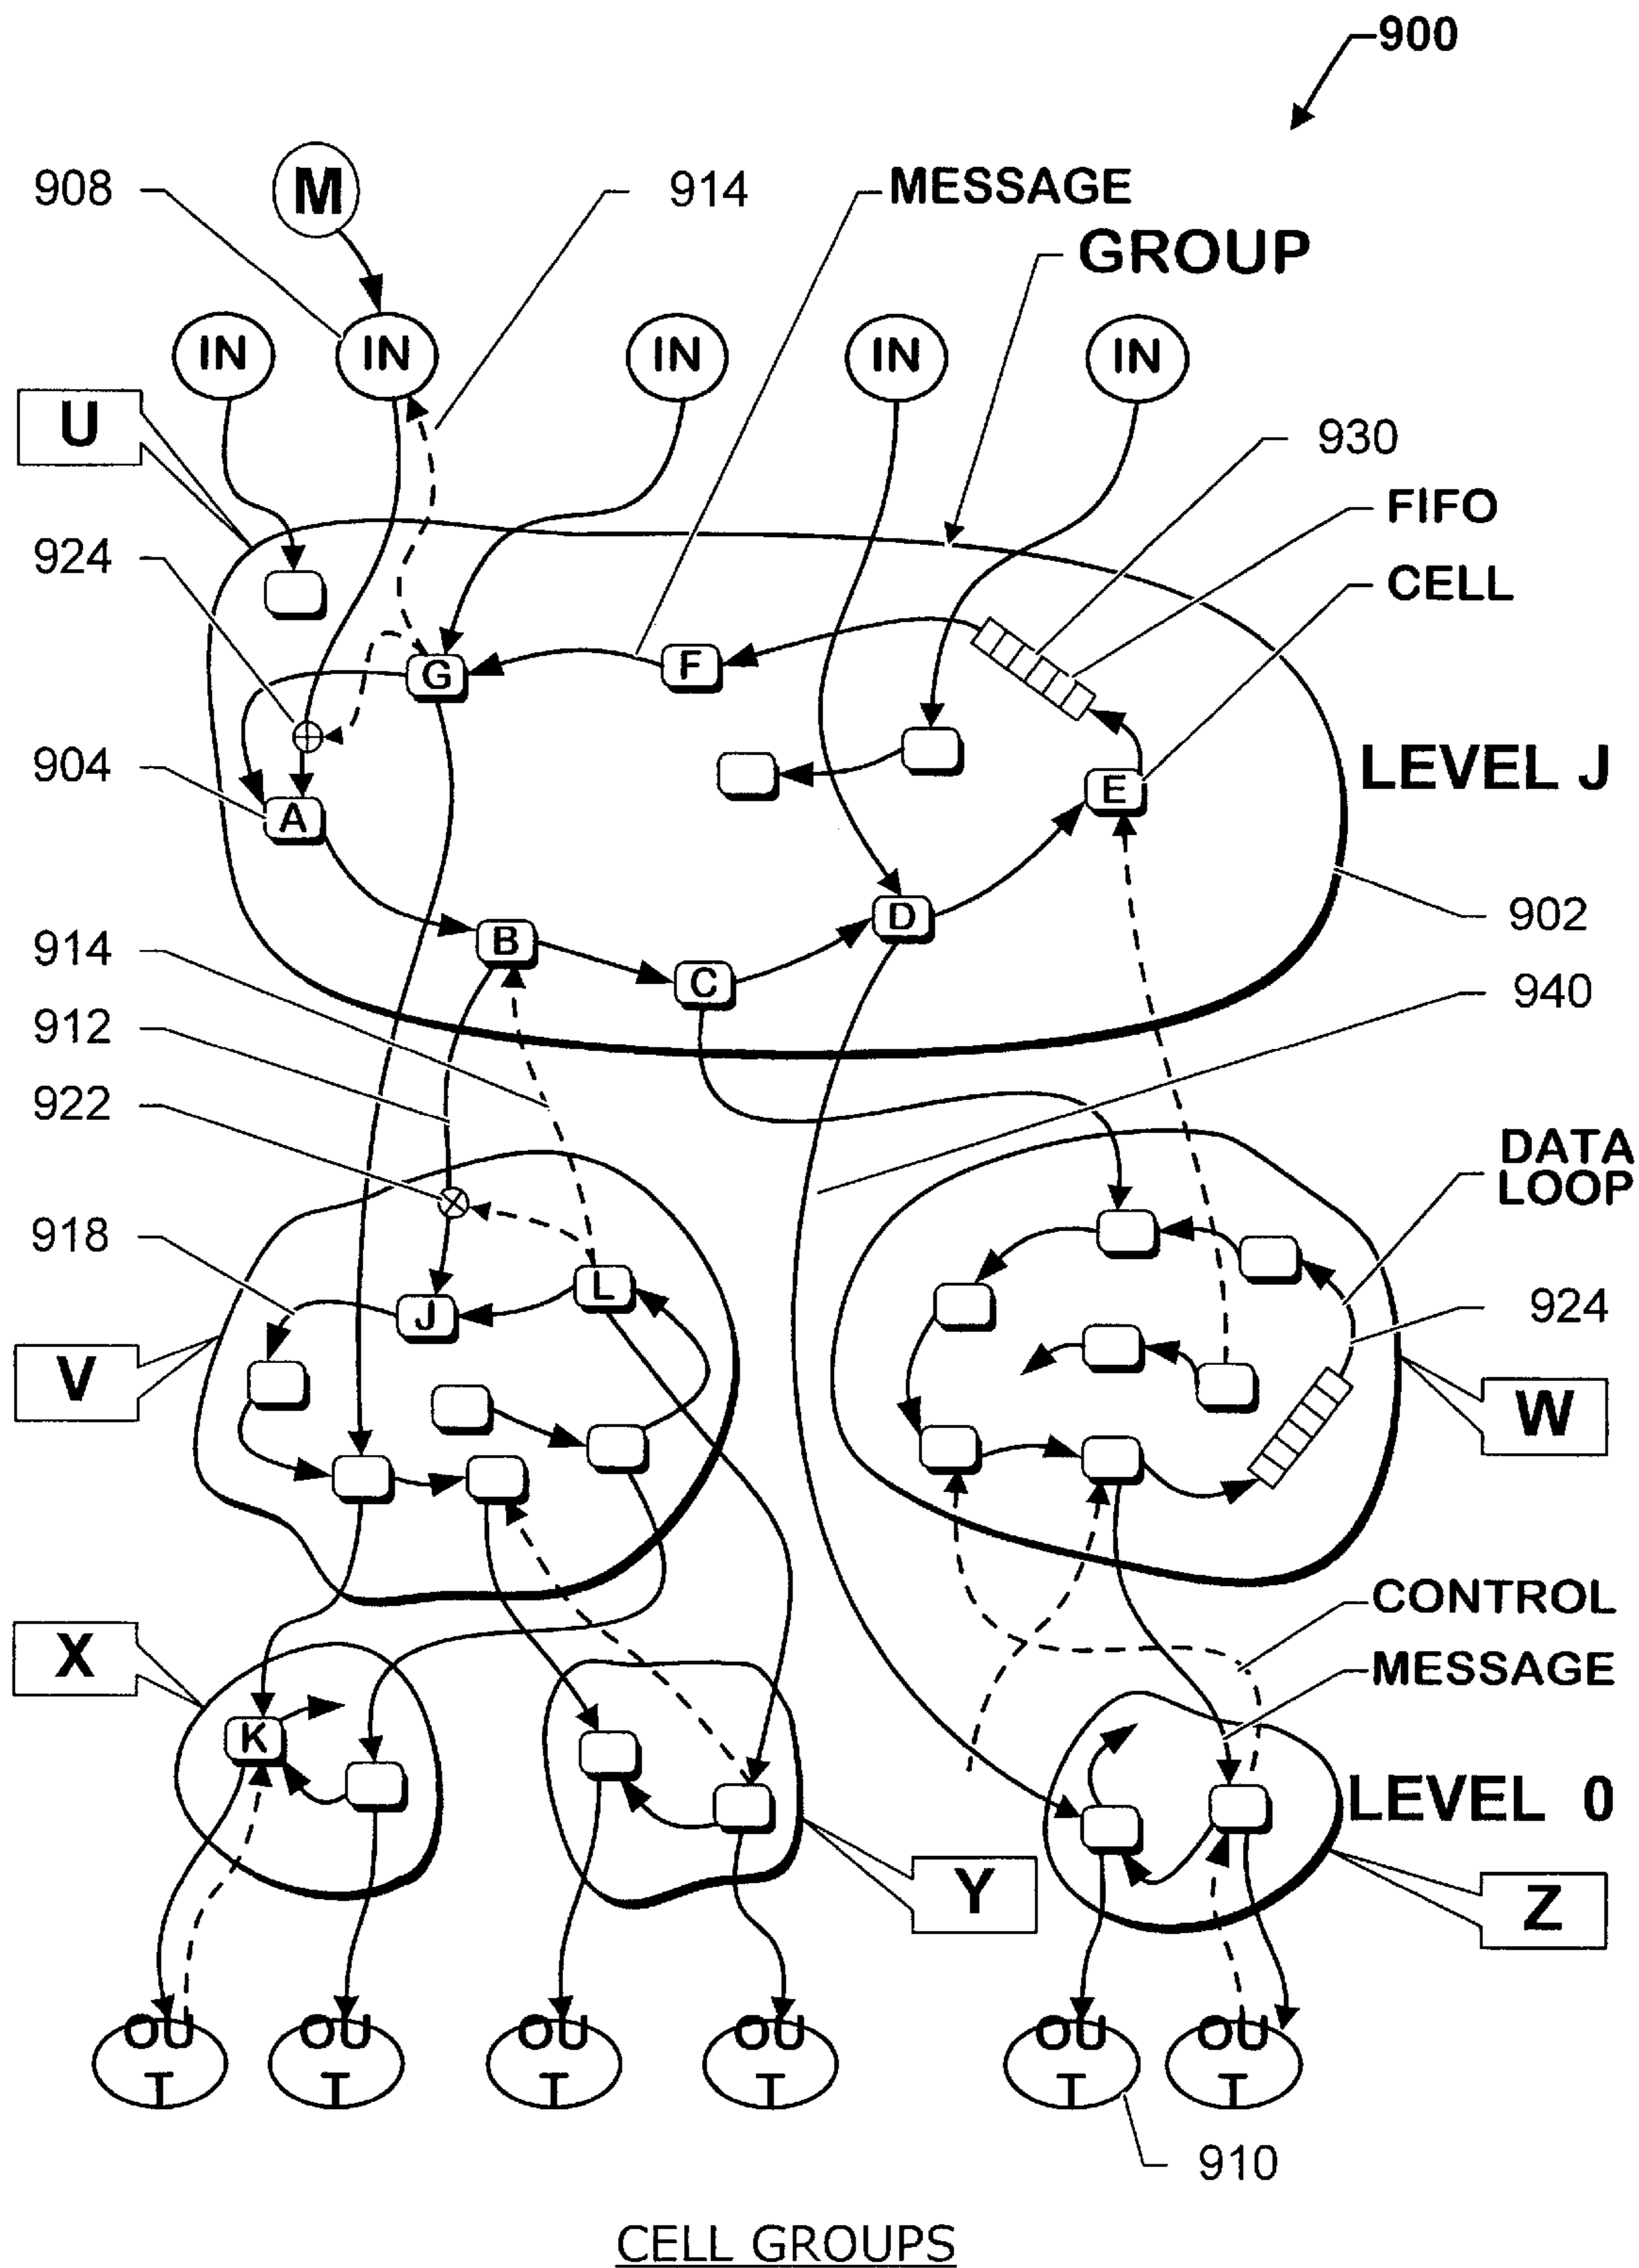 900
908
M
914
MESSAGE
GROUP
IN
IN
IN
IN
IN
U
930
FIFO
924
CELL
G
F
904
A
E
LEVEL J
B
D
902
C
914
940
912
922
DATA
LOOP
918
L
J
924
V
W
CONTROL
X
MESSAGE
K
LEVEL 0
Y
Z
OU
T
OU
T
OU
T
OU
T
OU
T
OU
T
910
CELL GROUPS